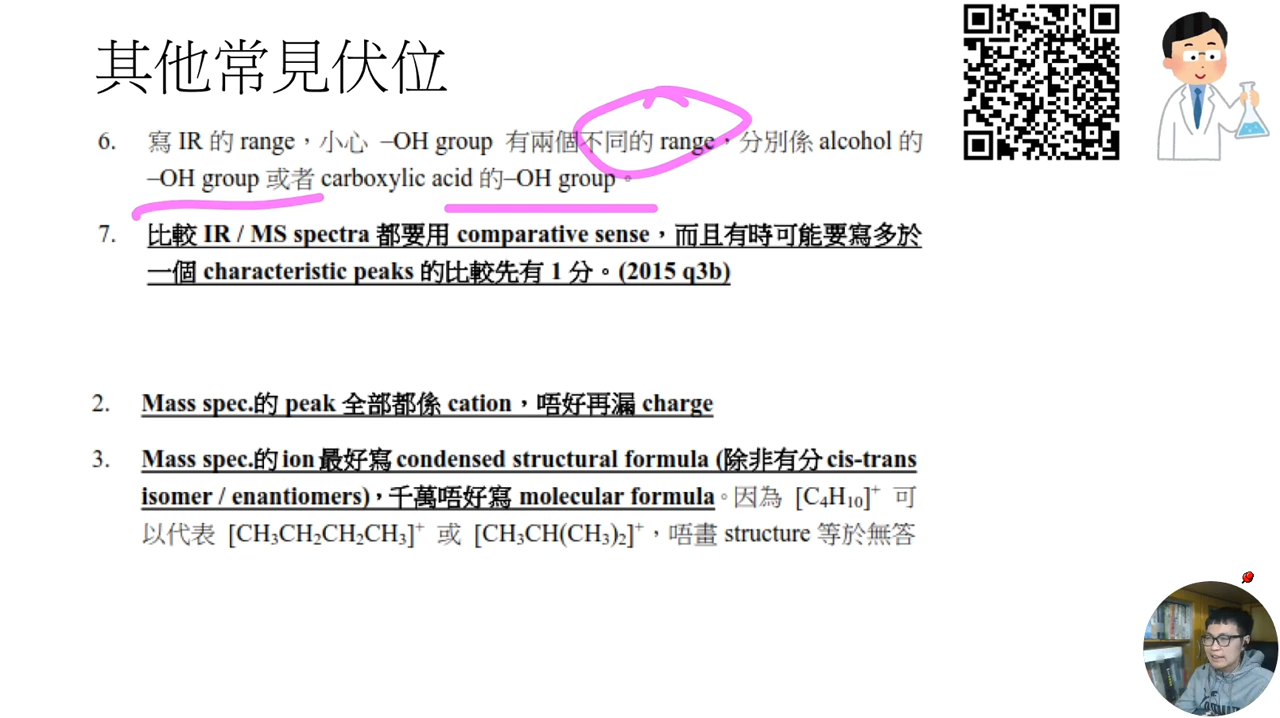 其他常見伏位
6. 寫 IR 的 range，小心 –OH group 有兩個不同的 range，分別係 alcohol 的
–OH group 或者 carboxylic acid 的–OH group。
7. 比較 IR / MS spectra 都要用 comparative sense，而且有時可能要寫多於
一個 characteristic peaks 的比較先有 1 分。(2015 q3b)
2. Mass spec.的 peak 全部都係 cation，唔好再漏 charge
3. Mass spec.的 ion 最好寫 condensed structural formula (除非有分 cis-trans
isomer / enantiomers)，千萬唔好寫 molecular formula。因為 [C₄H₁₀]⁺ 可
以代表 [CH₃CH₂CH₂CH₃]⁺ 或 [CH₃CH(CH₃)₂]⁺，唔畫 structure 等於無答